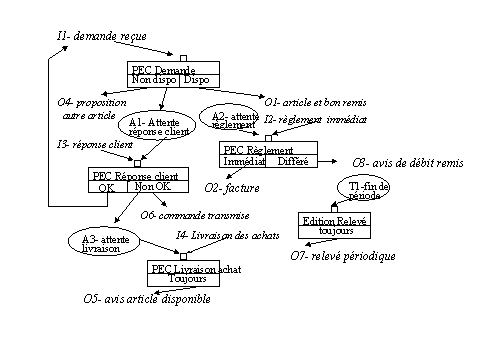 I1- demande reçue
PEC Demande
Non dispo Dispo
O4- proposition
autre article
O1- article et bon remis
A1- Attente
réponse client
A2- attente
règlement
I2- règlement immédiat
I3- réponse client
PEC Règlement
Immédiat Différé
O8- avis de débit remis
PEC Réponse client
OK Non OK
O2- facture
T1-fin de
période
O6- commande transmise
Edition Relevé
toujours
A3- attente
livraison
I4- Livraison des achats
O7- relevé périodique
PEC Livraison achat
Toujours
O5- avis article disponible